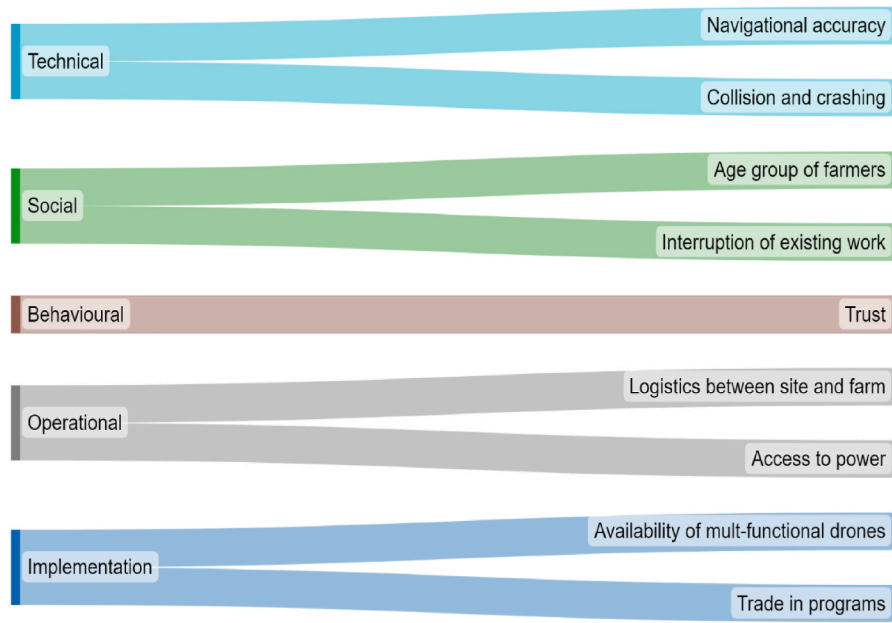 Technical
Navigational accuracy
Collision and crashing
Social
Age group of farmers
Interruption of existing work
Behavioural
Trust
Operational
Logistics between site and farm
Access to power
Implementation
Availability of mult-functional drones
Trade in programs